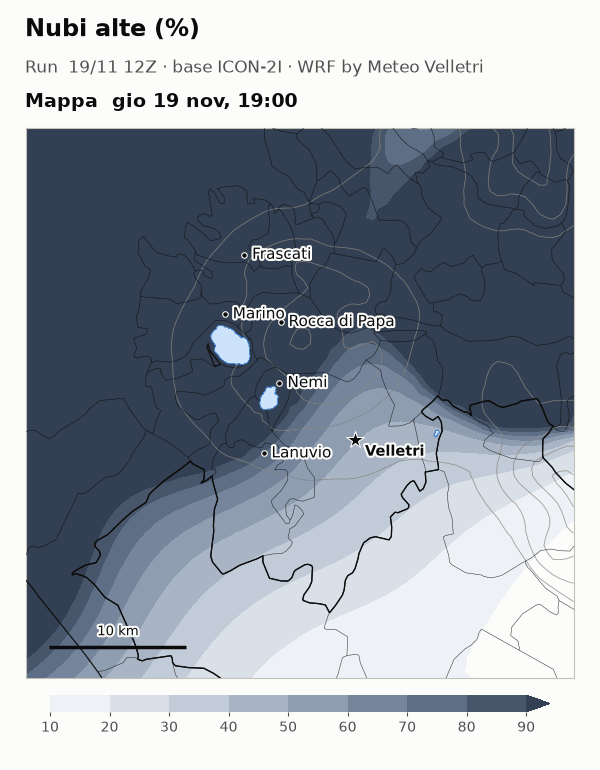 Nubi alte (%)
Run  19/11 12Z · base ICON-2I · WRF by Meteo Velletri
Mappa  gio 19 nov, 19:00
Frascati
Marino
Rocca di Papa
Nemi
Velletri
Lanuvio
10 km
10 20 30 40 50 60 70 80 90